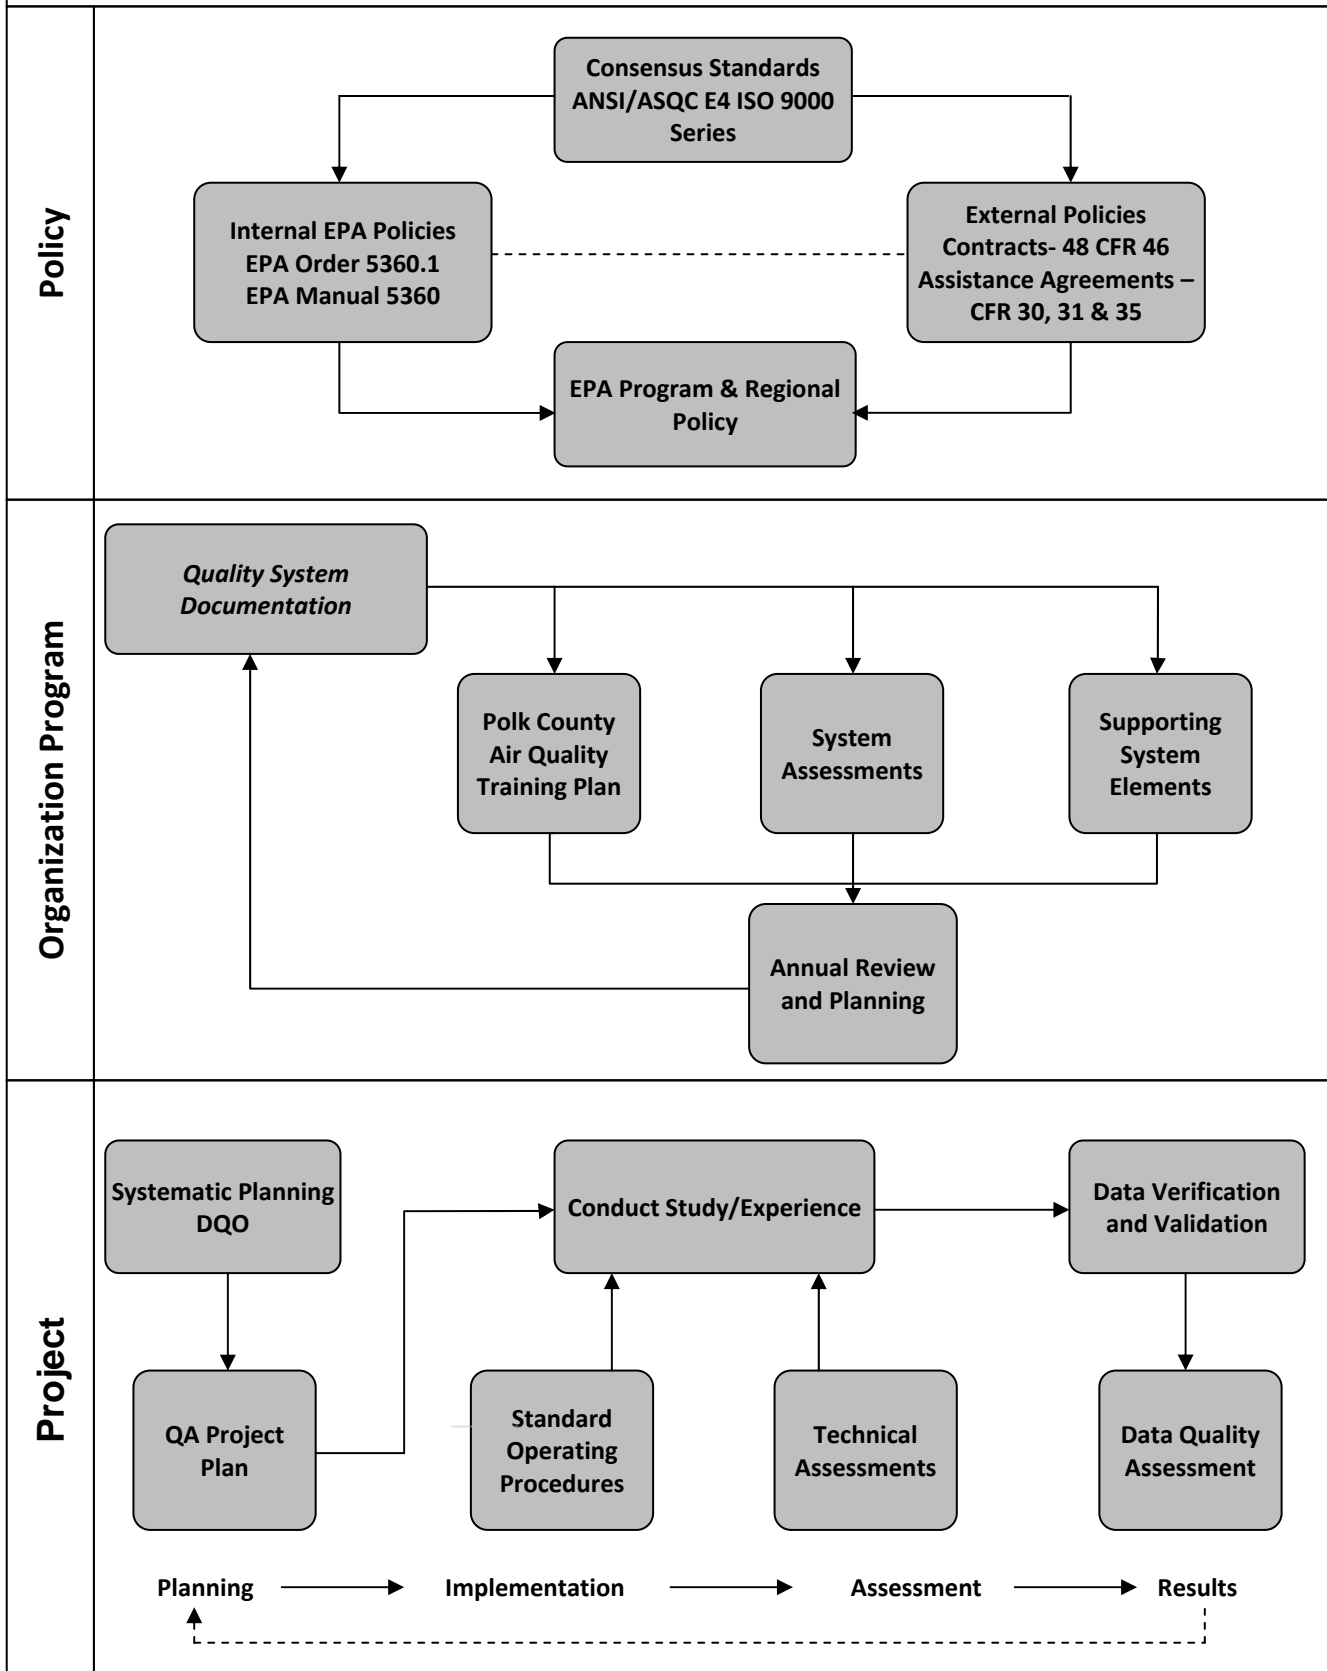 Policy
Consensus Standards
ANSI/ASQC E4 ISO 9000
Series
Internal EPA Policies
EPA Order 5360.1
EPA Manual 5360
External Policies
Contracts- 48 CFR 46
Assistance Agreements –
CFR 30, 31 & 35
EPA Program & Regional
Policy
Organization Program
Quality System
Documentation
Polk County
Air Quality
Training Plan
System
Assessments
Supporting
System
Elements
Annual Review
and Planning
Project
Systematic Planning
DQO
Conduct Study/Experience
Data Verification
and Validation
QA Project
Plan
Standard
Operating
Procedures
Technical
Assessments
Data Quality
Assessment
Planning
Implementation
Assessment
Results